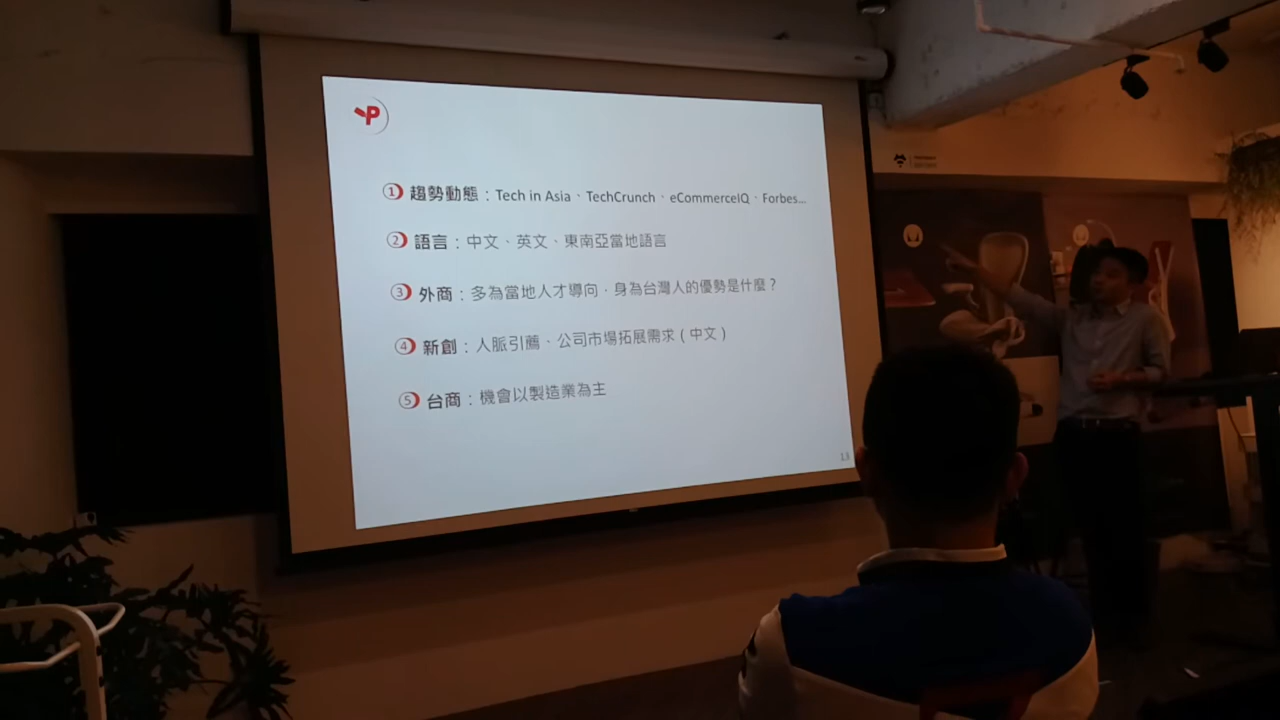 P
① 趨勢動態：Tech in Asia、TechCrunch、eCommerceIQ、Forbes...
② 語言：中文、英文、東南亞當地語言
③ 外商：多為當地人才導向，身為台灣人的優勢是什麼？
④ 新創：人脈引薦、公司市場拓展需求（中文）
⑤ 台商：機會以製造業為主
13